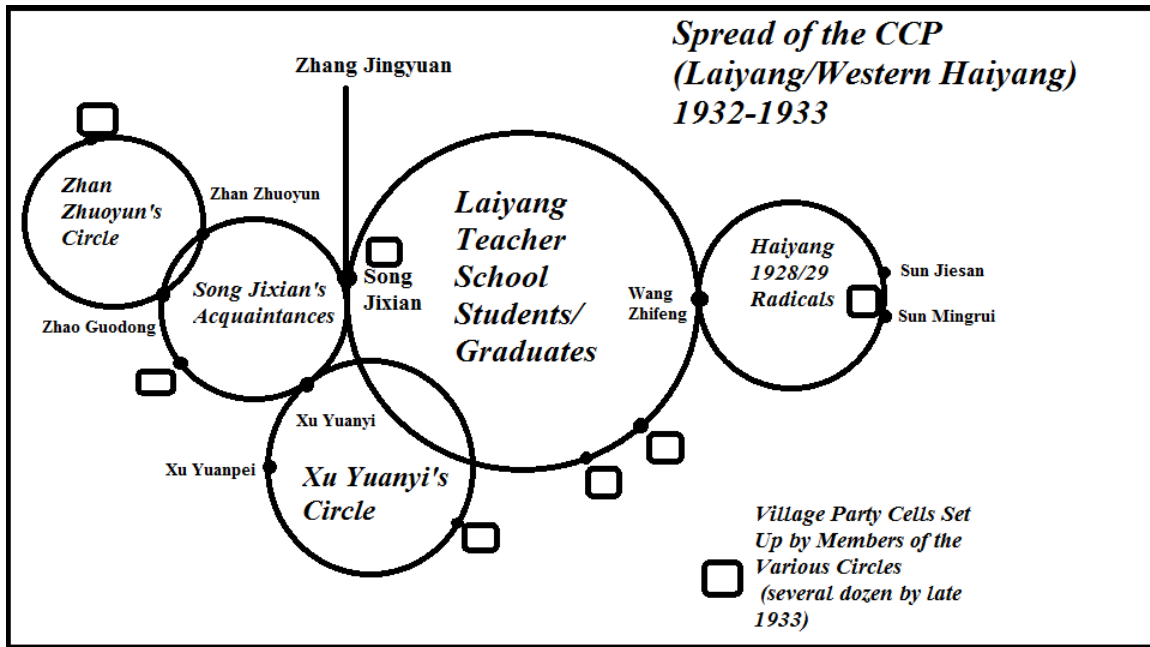 Spread of the CCP
(Laiyang/Western Haiyang)
1932-1933
Zhang Jingyuan
Zhan
Zhuoyun's
Circle
Zhan Zhuoyun
Song Jixian's
Acquaintances
Zhao Guodong
Song
Jixian
Laiyang
Teacher
School
Students/
Graduates
Wang
Zhifeng
Haiyang
1928/29
Radicals
Sun Jiesan
Sun Mingrui
Xu Yuanyi
Xu Yuanpei
Xu Yuanyi's
Circle
Village Party Cells Set
Up by Members of the
Various Circles
(several dozen by late
1933)